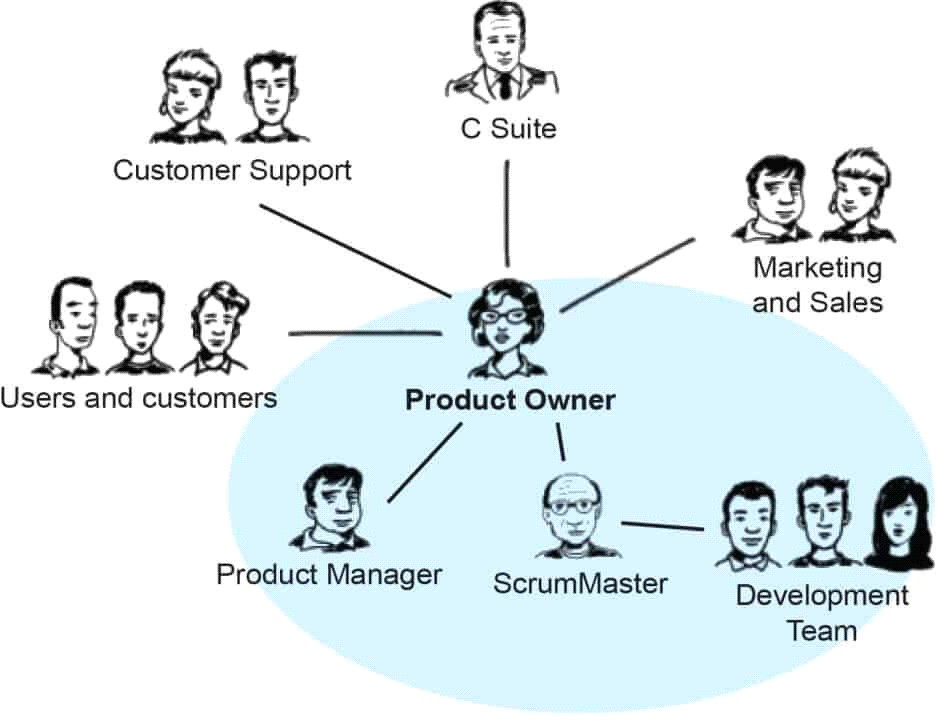 C Suite
Customer Support
Marketing
and Sales
Users and customers
Product Owner
Product Manager
ScrumMaster
Development
Team